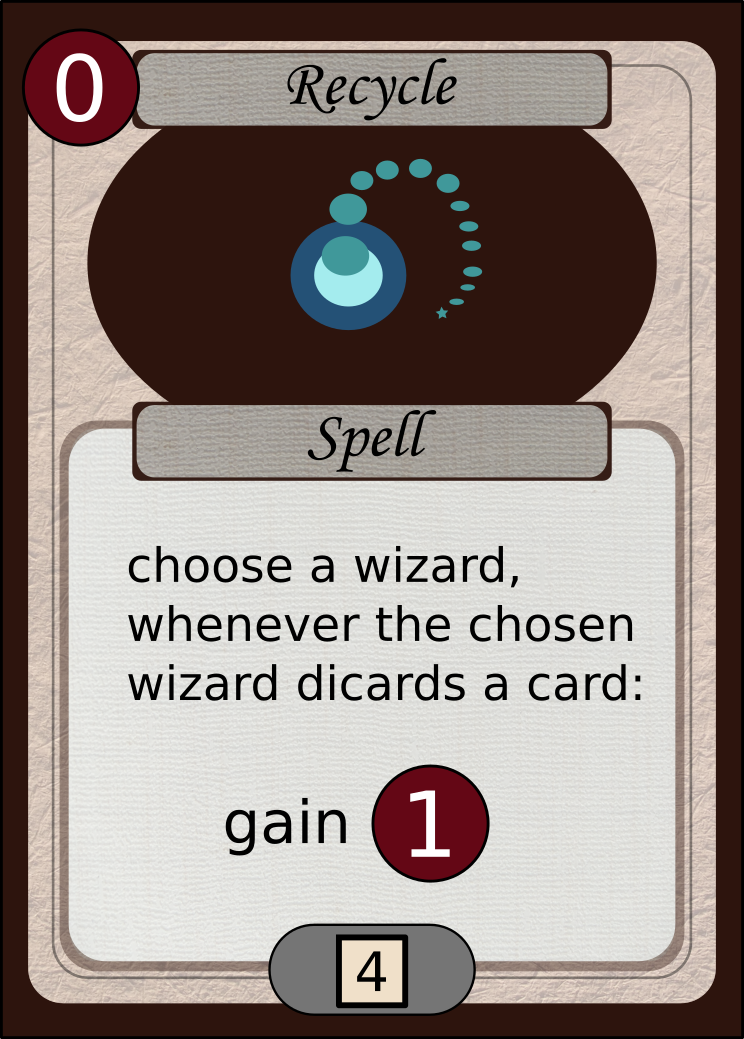 0
Recycle
Spell
choose a wizard,
whenever the chosen
wizard dicards a card:
gain 1
4